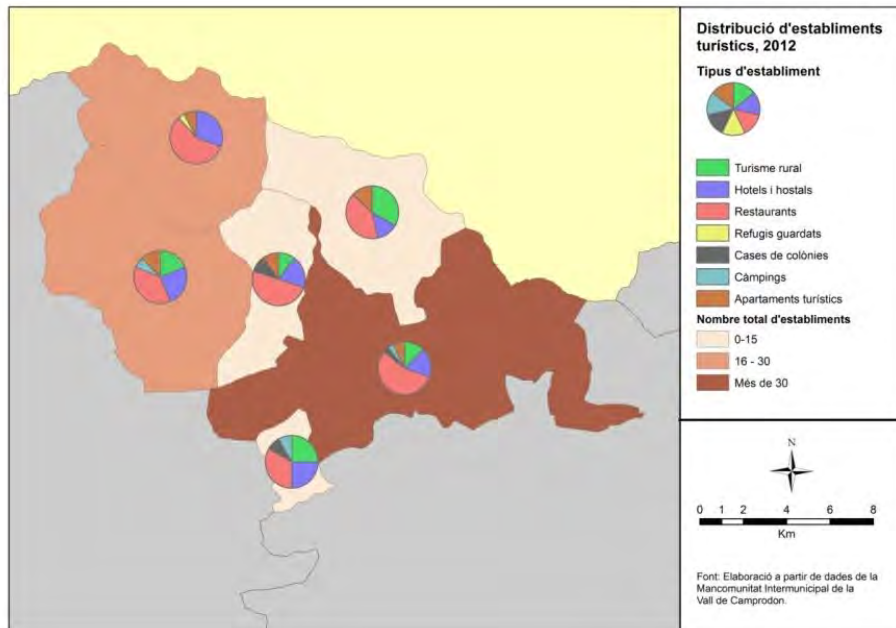 Distribució d'establiments
turístics, 2012
Tipus d'establiment
Turisme rural
Hotels i hostals
Restaurants
Refugis guardats
Cases de colònies
Càmpings
Apartaments turístics
Nombre total d'establiments
0-15
16 - 30
Més de 30
N
0 1 2 4 6 8
Km
Font: Elaboració a partir de dades de la
Mancomunitat Intermunicipal de la
Vall de Camprodon.